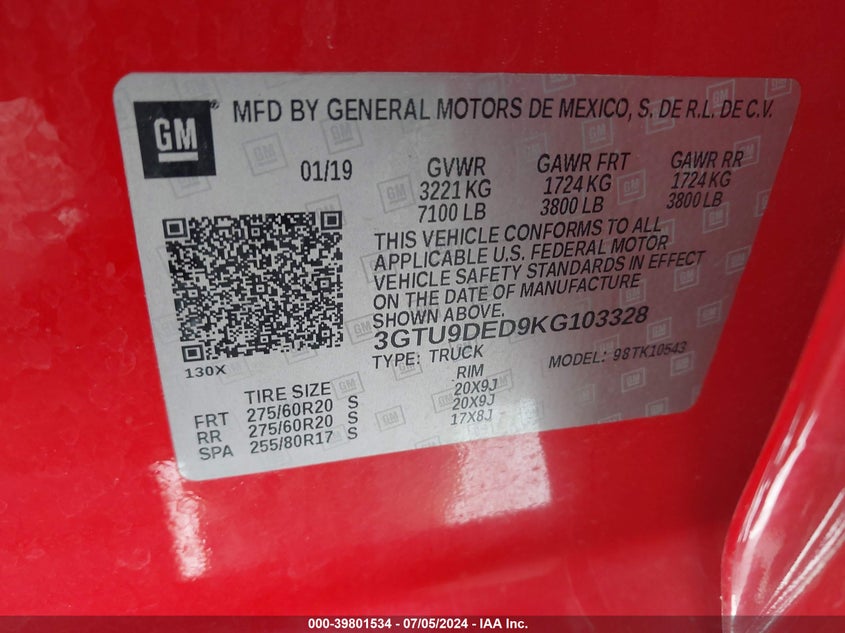 GM ® MFD BY GENERAL MOTORS DE MEXICO, S. DE R.L. DE C.V.
01/19 GVWR GAWR FRT GAWR RR
3221 KG 1724 KG 1724 KG
7100 LB 3800 LB 3800 LB
THIS VEHICLE CONFORMS TO ALL
APPLICABLE U.S. FEDERAL MOTOR
VEHICLE SAFETY STANDARDS IN EFFECT
ON THE DATE OF MANUFACTURE
SHOWN ABOVE.
3GTU9DED9KG103328
130X TYPE: TRUCK MODEL: 98TK10543
TIRE SIZE RIM
FRT 275/60R20 S 20X9J
RR 275/60R20 S 20X9J
SPA 255/80R17 S 17X8J
000-39801534 - 07/05/2024 - IAA Inc.